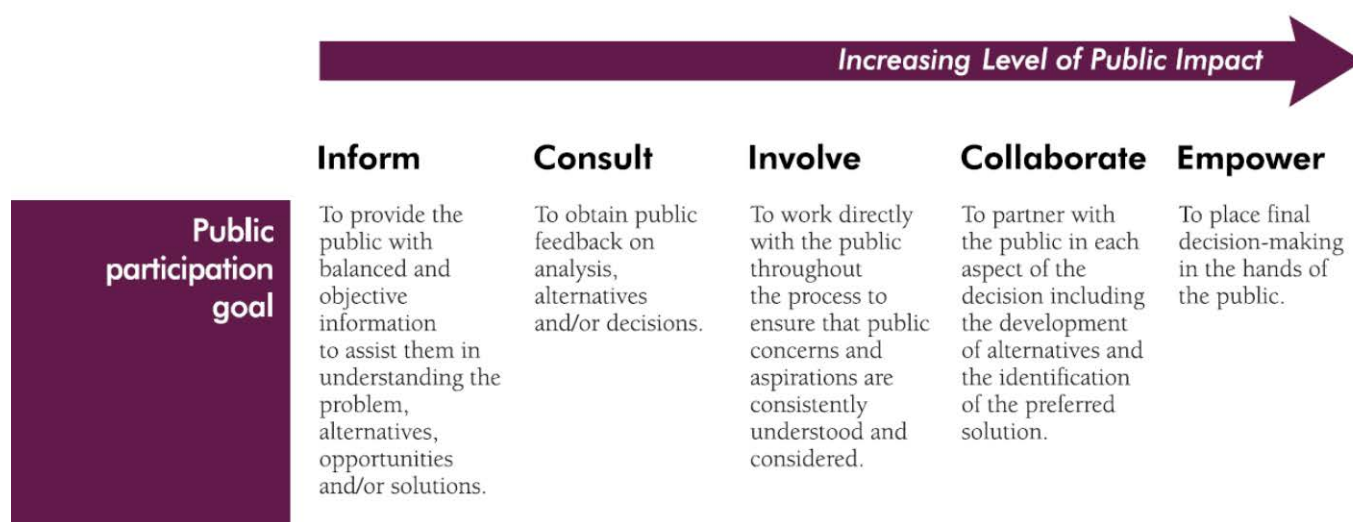 Increasing Level of Public Impact
Inform
Consult
Involve
Collaborate
Empower
Public
participation
goal
To provide the
public with
balanced and
objective
information
to assist them in
understanding the
problem,
alternatives,
opportunities
and/or solutions.
To obtain public
feedback on
analysis,
alternatives
and/or decisions.
To work directly
with the public
throughout
the process to
ensure that public
concerns and
aspirations are
consistently
understood and
considered.
To partner with
the public in each
aspect of the
decision including
the development
of alternatives and
the identification
of the preferred
solution.
To place final
decision-making
in the hands of
the public.